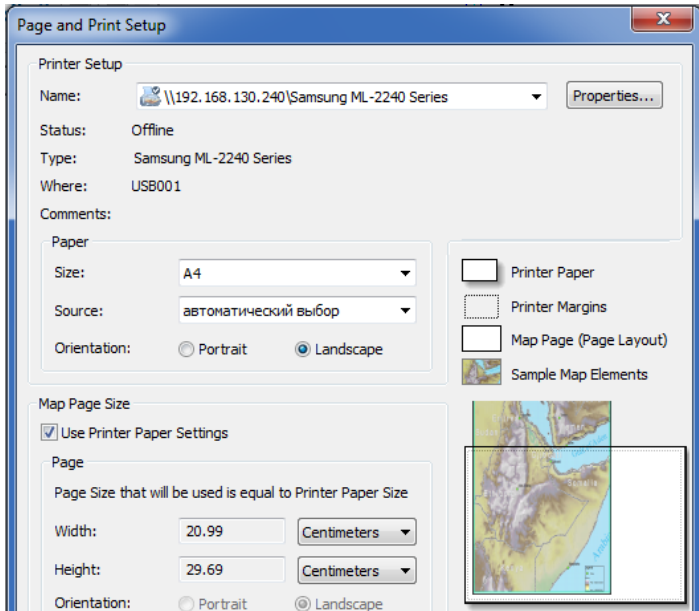 Page and Print Setup
Printer Setup
Name: \\192.168.130.240\Samsung ML-2240 Series Properties...
Status: Offline
Type: Samsung ML-2240 Series
Where: USB001
Comments:
Paper
Size: A4
Source: автоматический выбор
Orientation: Portrait Landscape
Printer Paper
Printer Margins
Map Page (Page Layout)
Sample Map Elements
Map Page Size
Use Printer Paper Settings
Page
Page Size that will be used is equal to Printer Paper Size
Width: 20.99 Centimeters
Height: 29.69 Centimeters
Orientation: Portrait Landscape